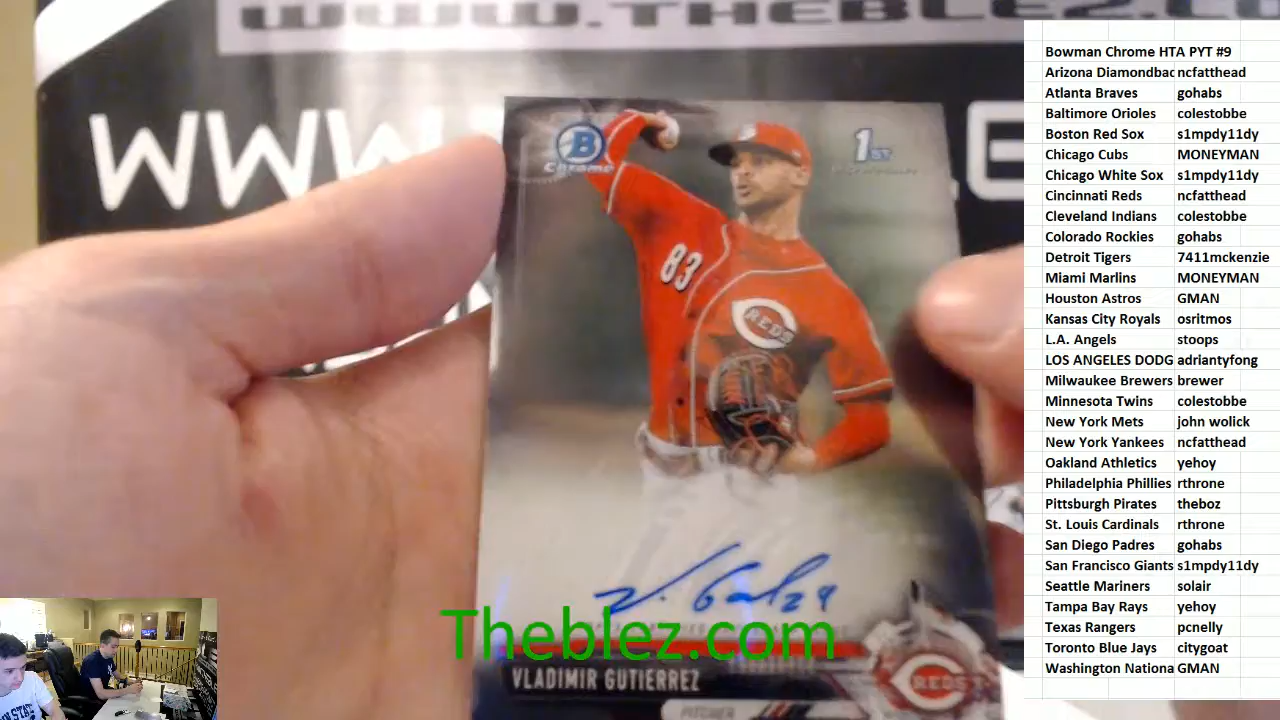 WWW.THEBLEZ.C
WWW
E
B
Chrome
1ST
83
REDS
V. Gut 29
Theblez.com
VLADIMIR GUTIERREZ
PITCHER
REDS
Bowman Chrome HTA PYT #9
Arizona Diamondbac ncfatthead
Atlanta Braves gohabs
Baltimore Orioles colestobbe
Boston Red Sox s1mpdy11dy
Chicago Cubs MONEYMAN
Chicago White Sox s1mpdy11dy
Cincinnati Reds ncfatthead
Cleveland Indians colestobbe
Colorado Rockies gohabs
Detroit Tigers 7411mckenzie
Miami Marlins MONEYMAN
Houston Astros GMAN
Kansas City Royals osritmos
L.A. Angels stoops
LOS ANGELES DODG adriantyfong
Milwaukee Brewers brewer
Minnesota Twins colestobbe
New York Mets john wolick
New York Yankees ncfatthead
Oakland Athletics yehoy
Philadelphia Phillies rthrone
Pittsburgh Pirates theboz
St. Louis Cardinals rthrone
San Diego Padres gohabs
San Francisco Giants s1mpdy11dy
Seattle Mariners solair
Tampa Bay Rays yehoy
Texas Rangers pcnelly
Toronto Blue Jays citygoat
Washington Nationa GMAN